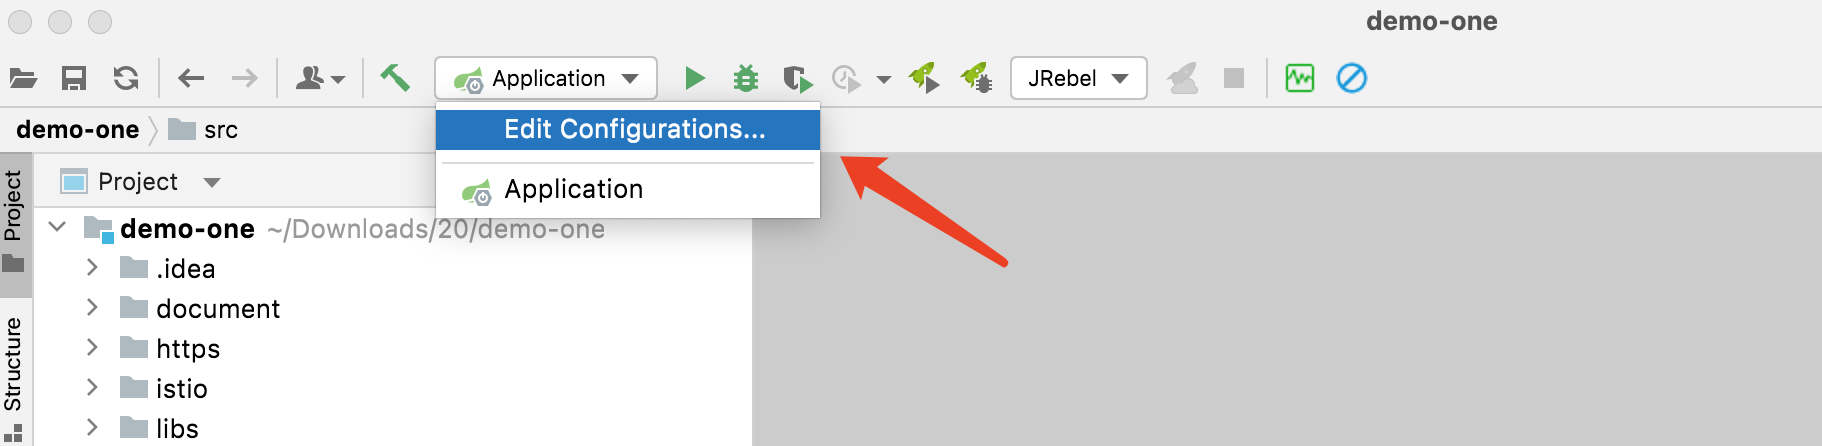 demo-one
Application
JRebel
demo-one
src
Edit Configurations...
Application
Project
Project
demo-one ~/Downloads/20/demo-one
.idea
document
https
istio
libs
Structure